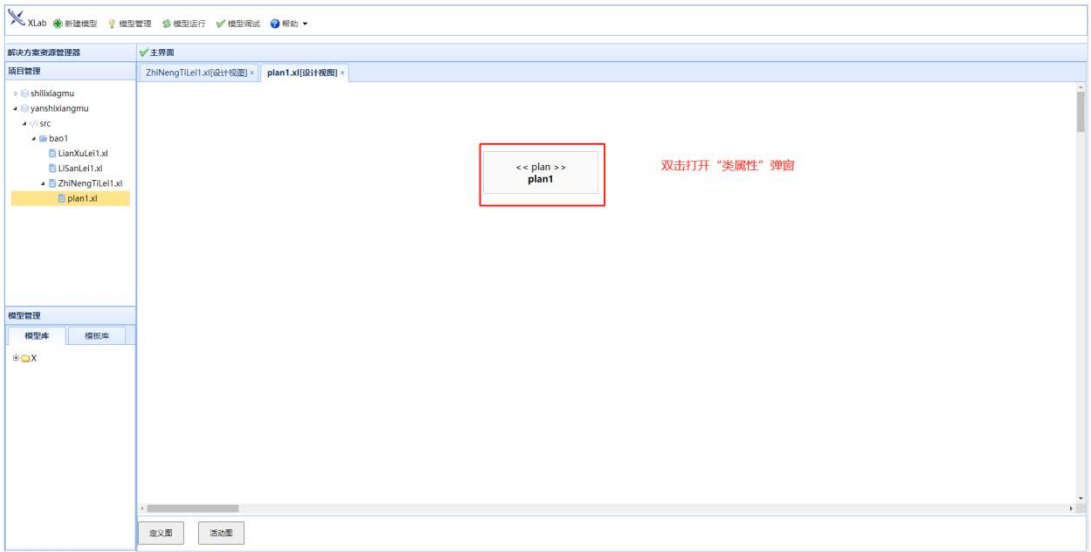 XLab 新建模型 模型管理 模型运行 模型调试 帮助
解决方案资源管理器
主界面
项目管理
ZhiNengTiLei1.xl[设计视图] ×
plan1.xl[设计视图] ×
shilixiagmu
yanshixiangmu
src
bao1
LianXuLei1.xl
LiSanLei1.xl
ZhiNengTiLei1.xl
plan1.xl
<< plan >>
plan1
双击打开“类属性”弹窗
模型管理
模型库
模板库
X
定义图
活动图